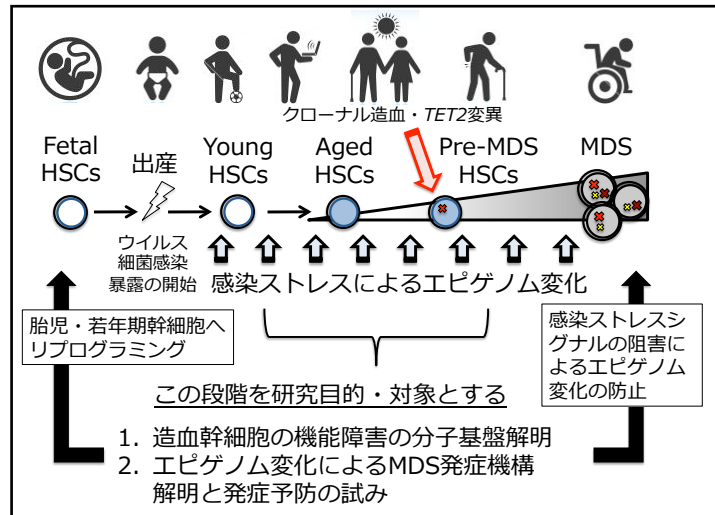 クローナル造血・TET2変異
Fetal
HSCs
出産
Young
HSCs
Aged
HSCs
Pre-MDS
HSCs
MDS
ウイルス
細菌感染
暴露の開始
感染ストレスによるエピゲノム変化
胎児・若年期幹細胞へ
リプログラミング
感染ストレスシ
グナルの阻害に
よるエピゲノム
変化の防止
この段階を研究目的・対象とする
1. 造血幹細胞の機能障害の分子基盤解明
2. エピゲノム変化によるMDS発症機構
解明と発症予防の試み